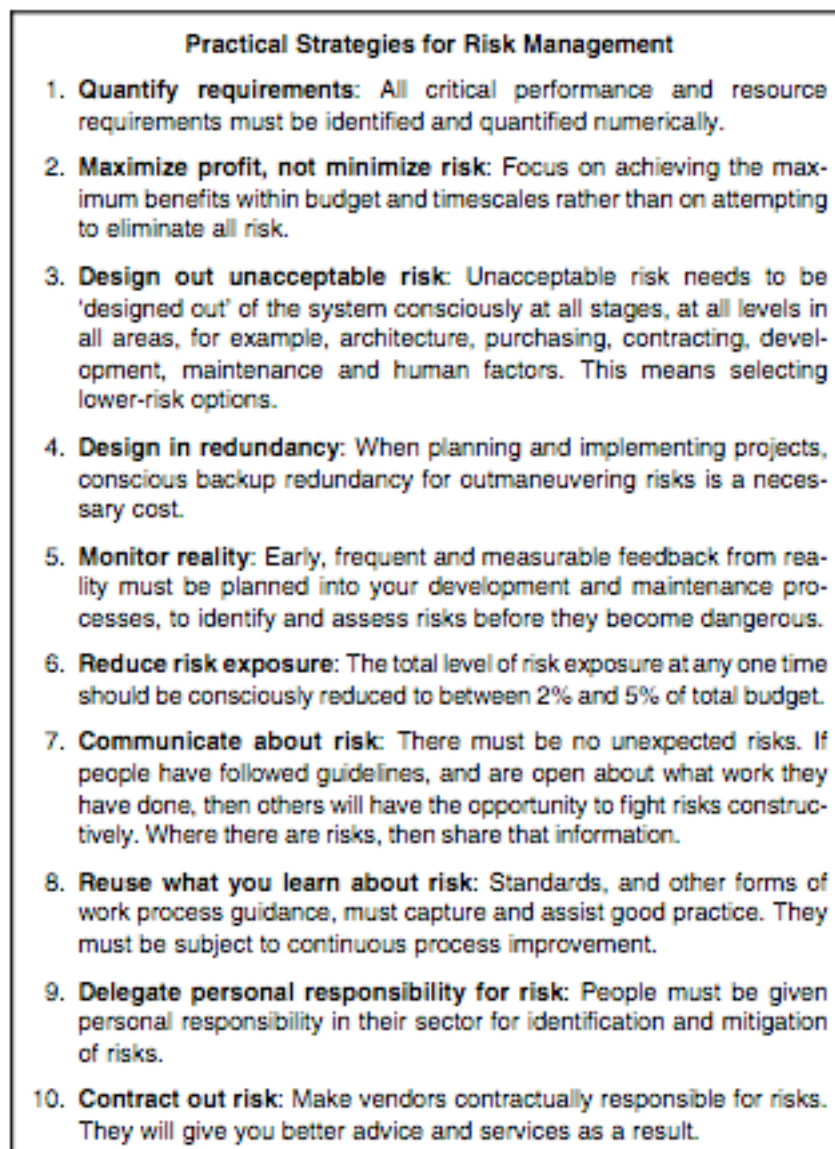 Practical Strategies for Risk Management
1. Quantify requirements: All critical performance and resource
requirements must be identified and quantified numerically.
2. Maximize profit, not minimize risk: Focus on achieving the max-
imum benefits within budget and timescales rather than on attempting
to eliminate all risk.
3. Design out unacceptable risk: Unacceptable risk needs to be
'designed out' of the system consciously at all stages, at all levels in
all areas, for example, architecture, purchasing, contracting, devel-
opment, maintenance and human factors. This means selecting
lower-risk options.
4. Design in redundancy: When planning and implementing projects,
conscious backup redundancy for outmaneuvering risks is a neces-
sary cost.
5. Monitor reality: Early, frequent and measurable feedback from rea-
lity must be planned into your development and maintenance pro-
cesses, to identify and assess risks before they become dangerous.
6. Reduce risk exposure: The total level of risk exposure at any one time
should be consciously reduced to between 2% and 5% of total budget.
7. Communicate about risk: There must be no unexpected risks. If
people have followed guidelines, and are open about what work they
have done, then others will have the opportunity to fight risks construc-
tively. Where there are risks, then share that information.
8. Reuse what you learn about risk: Standards, and other forms of
work process guidance, must capture and assist good practice. They
must be subject to continuous process improvement.
9. Delegate personal responsibility for risk: People must be given
personal responsibility in their sector for identification and mitigation
of risks.
10. Contract out risk: Make vendors contractually responsible for risks.
They will give you better advice and services as a result.